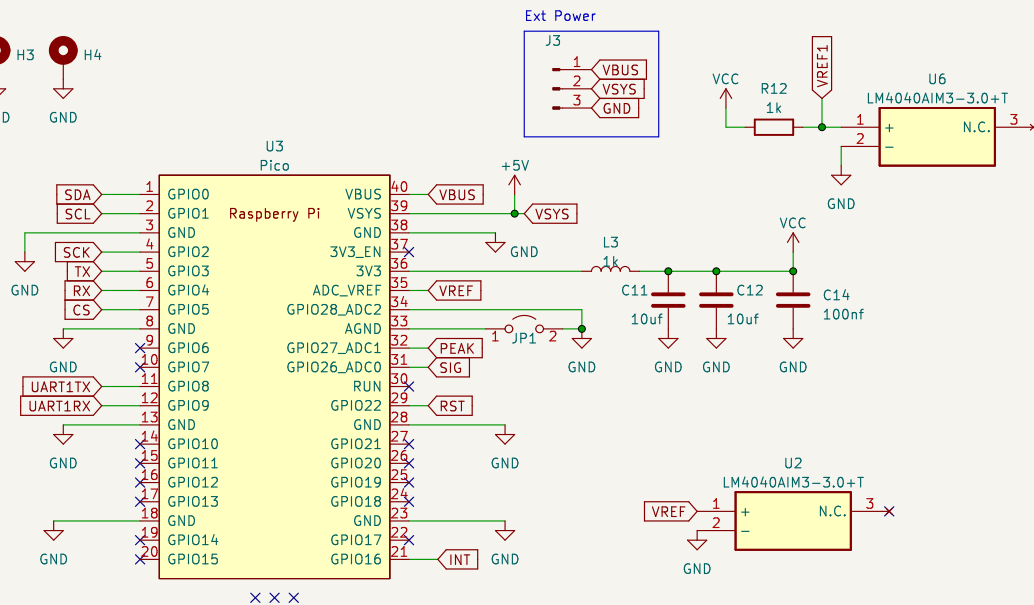 Ext Power
J3
1 VBUS
2 VSYS
3 GND
H3
H4
D
GND
VCC
R12
1k
VREF1
U6
LM4040AIM3-3.0+T
1 + N.C. 3
2 -
GND
U3
Pico
Raspberry Pi
SDA 1 GPIO0
SCL 2 GPIO1
3 GND
SCK 4 GPIO2
TX 5 GPIO3
RX 6 GPIO4
CS 7 GPIO5
8 GND
9 GPIO6
10 GPIO7
UART1TX 11 GPIO8
UART1RX 12 GPIO9
13 GND
14 GPIO10
15 GPIO11
16 GPIO12
17 GPIO13
18 GND
19 GPIO14
20 GPIO15
GND
GND
GND
GND
VBUS 40 VBUS
VSYS 39 VSYS
+5V
GND 38 GND
3V3_EN 37
3V3 36
ADC_VREF 35 VREF
GPIO28_ADC2 34
AGND 33
1 JP1 2
GND
GPIO27_ADC1 32 PEAK
GPIO26_ADC0 31 SIG
RUN 30
GPIO22 29 RST
GND 28 GND
GPIO21 27
GPIO20 26
GPIO19 25
GPIO18 24
GND 23 GND
GPIO17 22
GPIO16 21 INT
L3
1k
VCC
C11
10uf
GND
C12
10uf
GND
C14
100nf
GND
U2
LM4040AIM3-3.0+T
VREF 1 + N.C. 3
2 -
GND